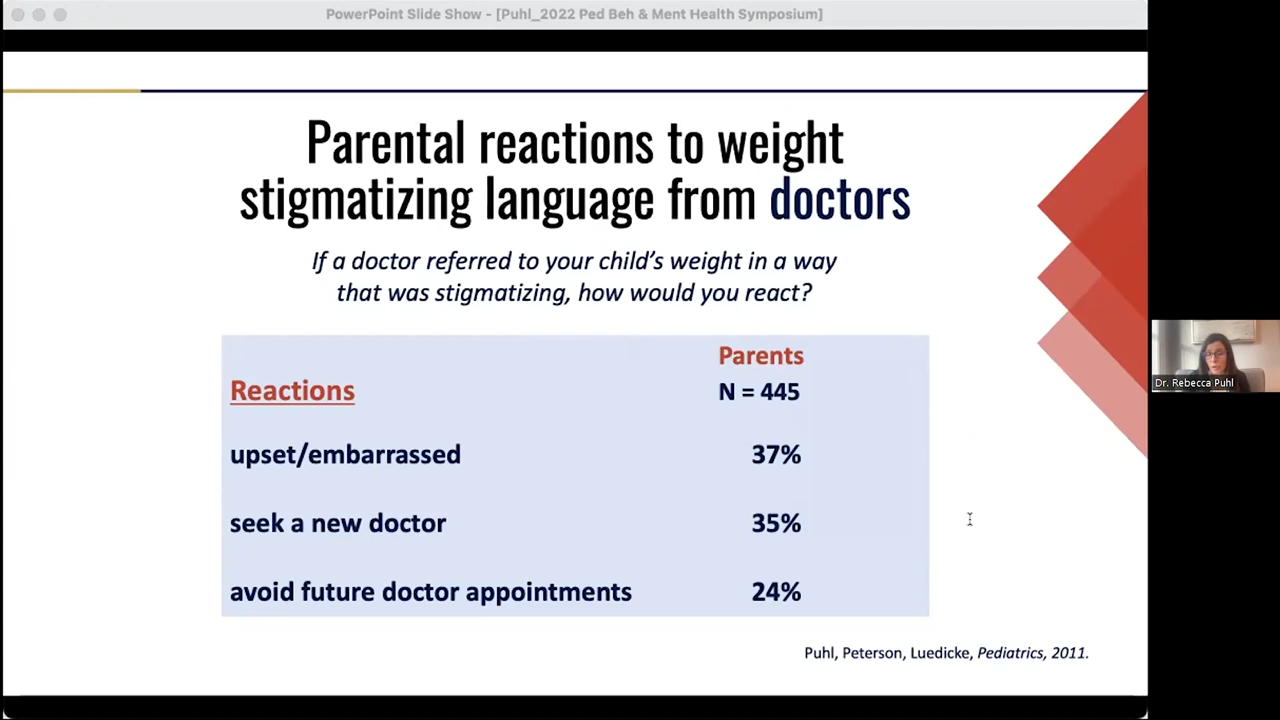 PowerPoint Slide Show - [Puhl_2022 Ped Beh & Ment Health Symposium]
Parental reactions to weight
stigmatizing language from doctors
If a doctor referred to your child's weight in a way
that was stigmatizing, how would you react?
Parents
Reactions N = 445
upset/embarrassed 37%
seek a new doctor 35%
avoid future doctor appointments 24%
Puhl, Peterson, Luedicke, Pediatrics, 2011.
Dr. Rebecca Puhl